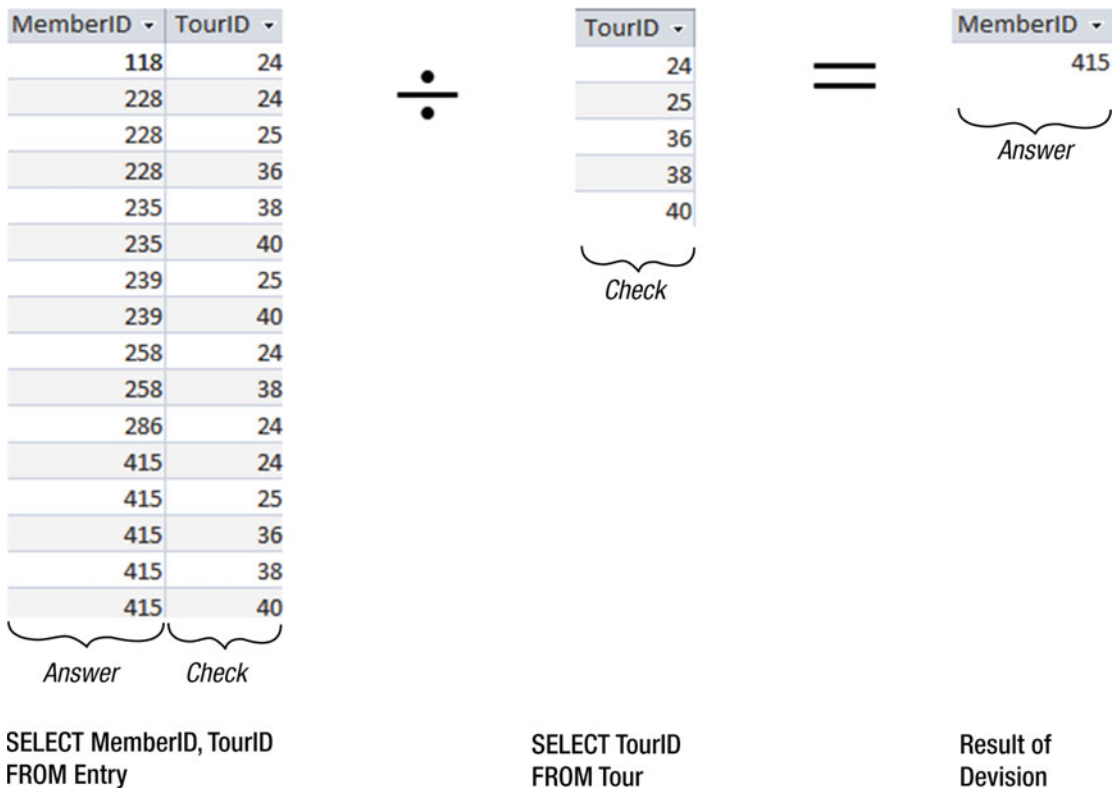 MemberID TourID
118 24
228 24
228 25
228 36
235 38
235 40
239 25
239 40
258 24
258 38
286 24
415 24
415 25
415 36
415 38
415 40
Answer Check
SELECT MemberID, TourID
FROM Entry
÷
TourID
24
25
36
38
40
Check
SELECT TourID
FROM Tour
=
MemberID
415
Answer
Result of
Devision